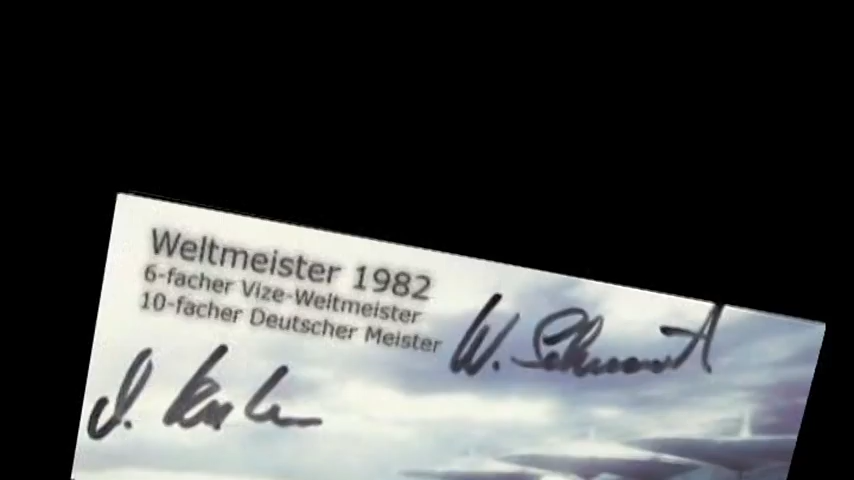 Weltmeister 1982
6-facher Vize-Weltmeister
10-facher Deutscher Meister
W.